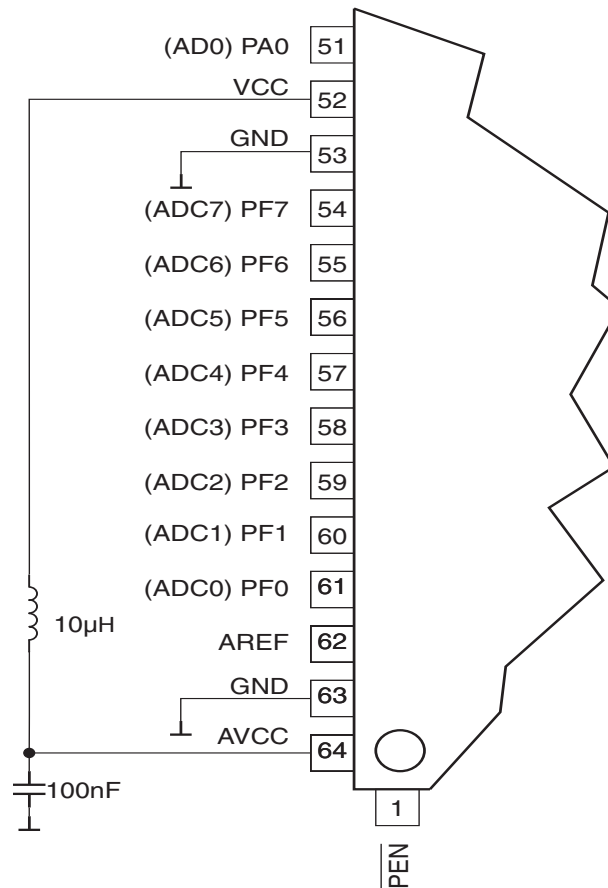 (AD0) PA0 51
VCC 52
GND 53
(ADC7) PF7 54
(ADC6) PF6 55
(ADC5) PF5 56
(ADC4) PF4 57
(ADC3) PF3 58
(ADC2) PF2 59
(ADC1) PF1 60
(ADC0) PF0 61
10µH
AREF 62
GND 63
AVCC 64
100nF
1
PEN